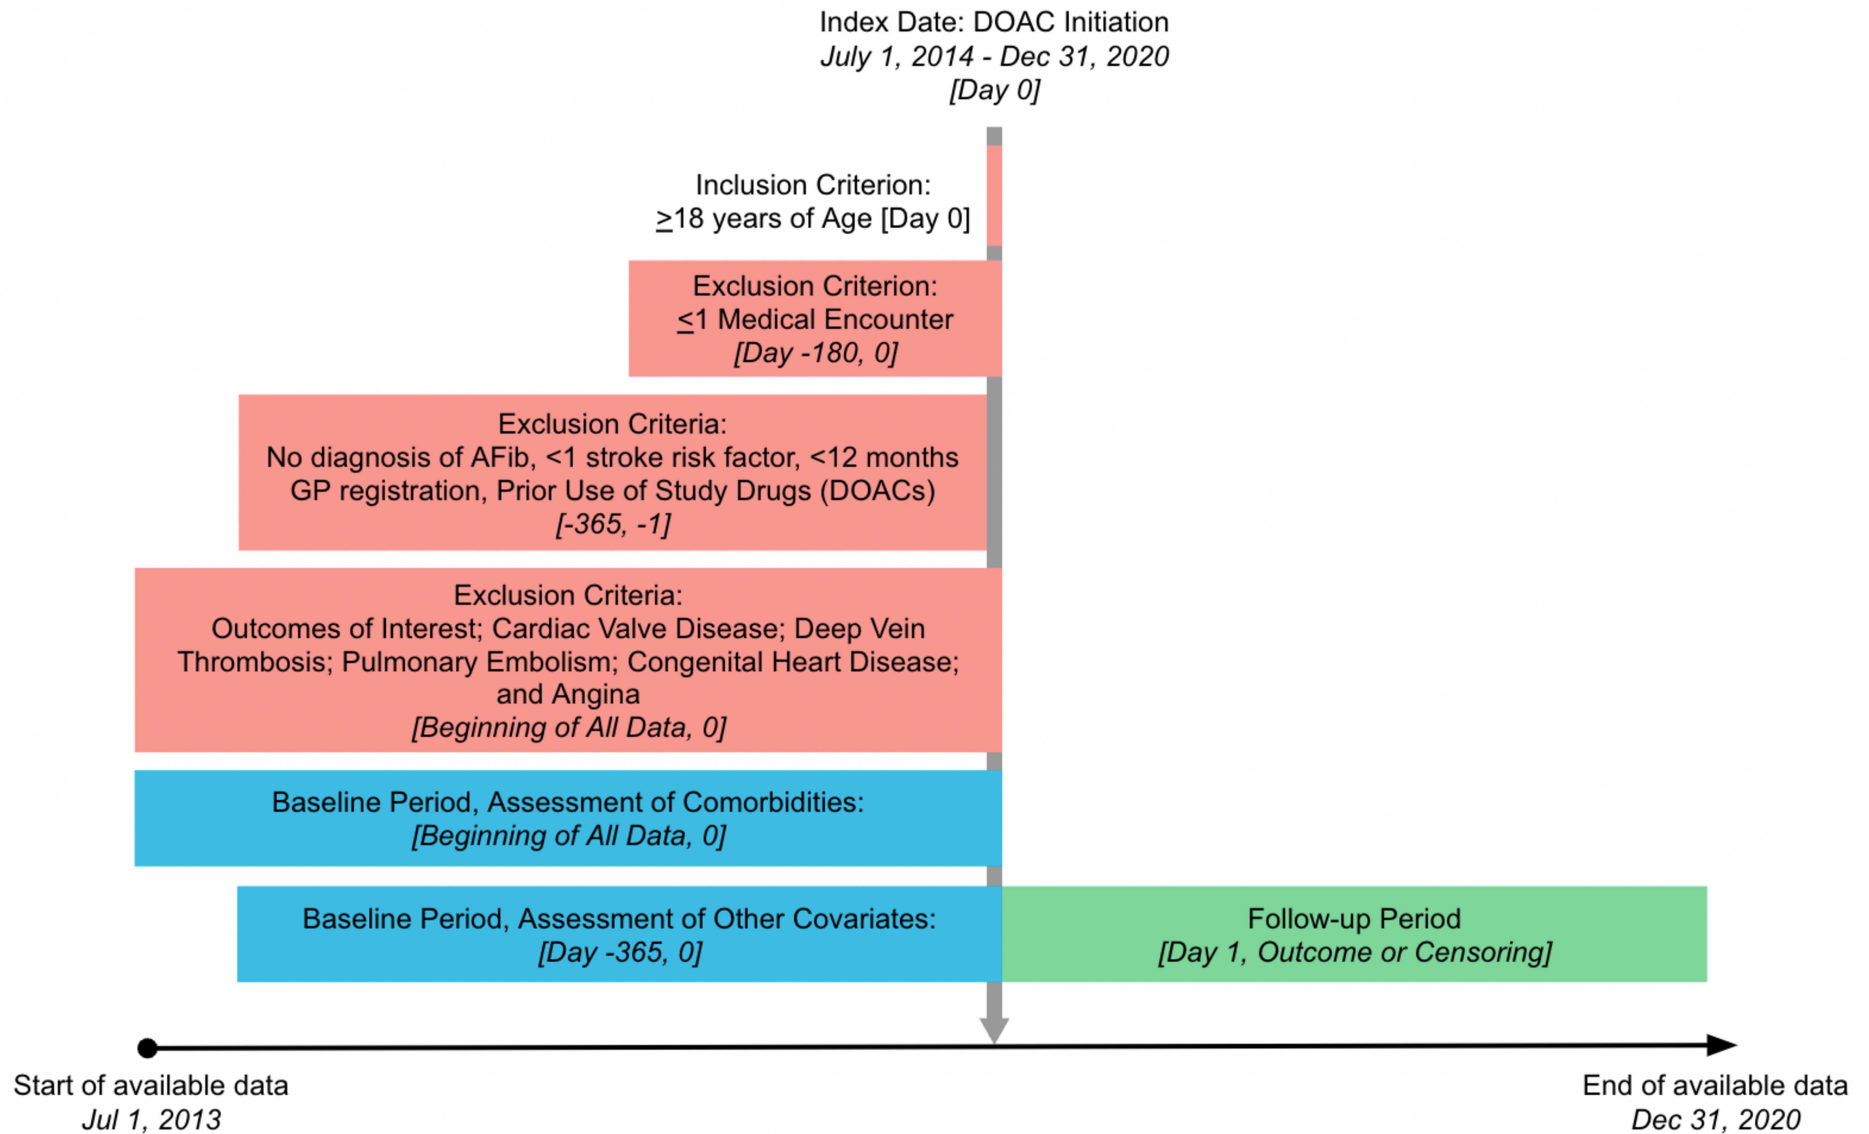 Index Date: DOAC Initiation
July 1, 2014 - Dec 31, 2020
[Day 0]
Inclusion Criterion:
≥18 years of Age [Day 0]
Exclusion Criterion:
≤1 Medical Encounter
[Day -180, 0]
Exclusion Criteria:
No diagnosis of AFib, <1 stroke risk factor, <12 months
GP registration, Prior Use of Study Drugs (DOACs)
[-365, -1]
Exclusion Criteria:
Outcomes of Interest; Cardiac Valve Disease; Deep Vein
Thrombosis; Pulmonary Embolism; Congenital Heart Disease;
and Angina
[Beginning of All Data, 0]
Baseline Period, Assessment of Comorbidities:
[Beginning of All Data, 0]
Baseline Period, Assessment of Other Covariates:
[Day -365, 0]
Follow-up Period
[Day 1, Outcome or Censoring]
Start of available data
Jul 1, 2013
End of available data
Dec 31, 2020